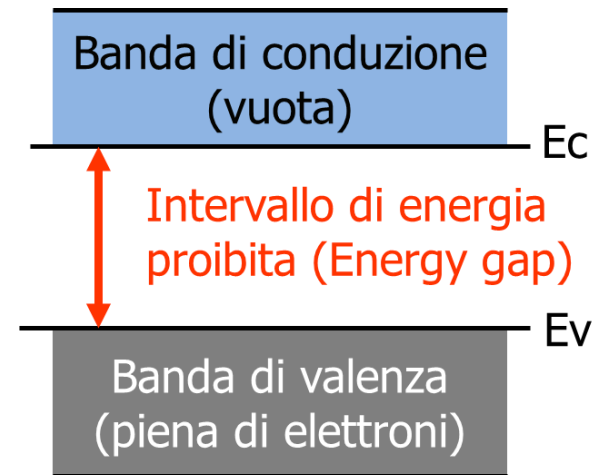 Banda di conduzione
(vuota)
Ec
Intervallo di energia
proibita (Energy gap)
Ev
Banda di valenza
(piena di elettroni)